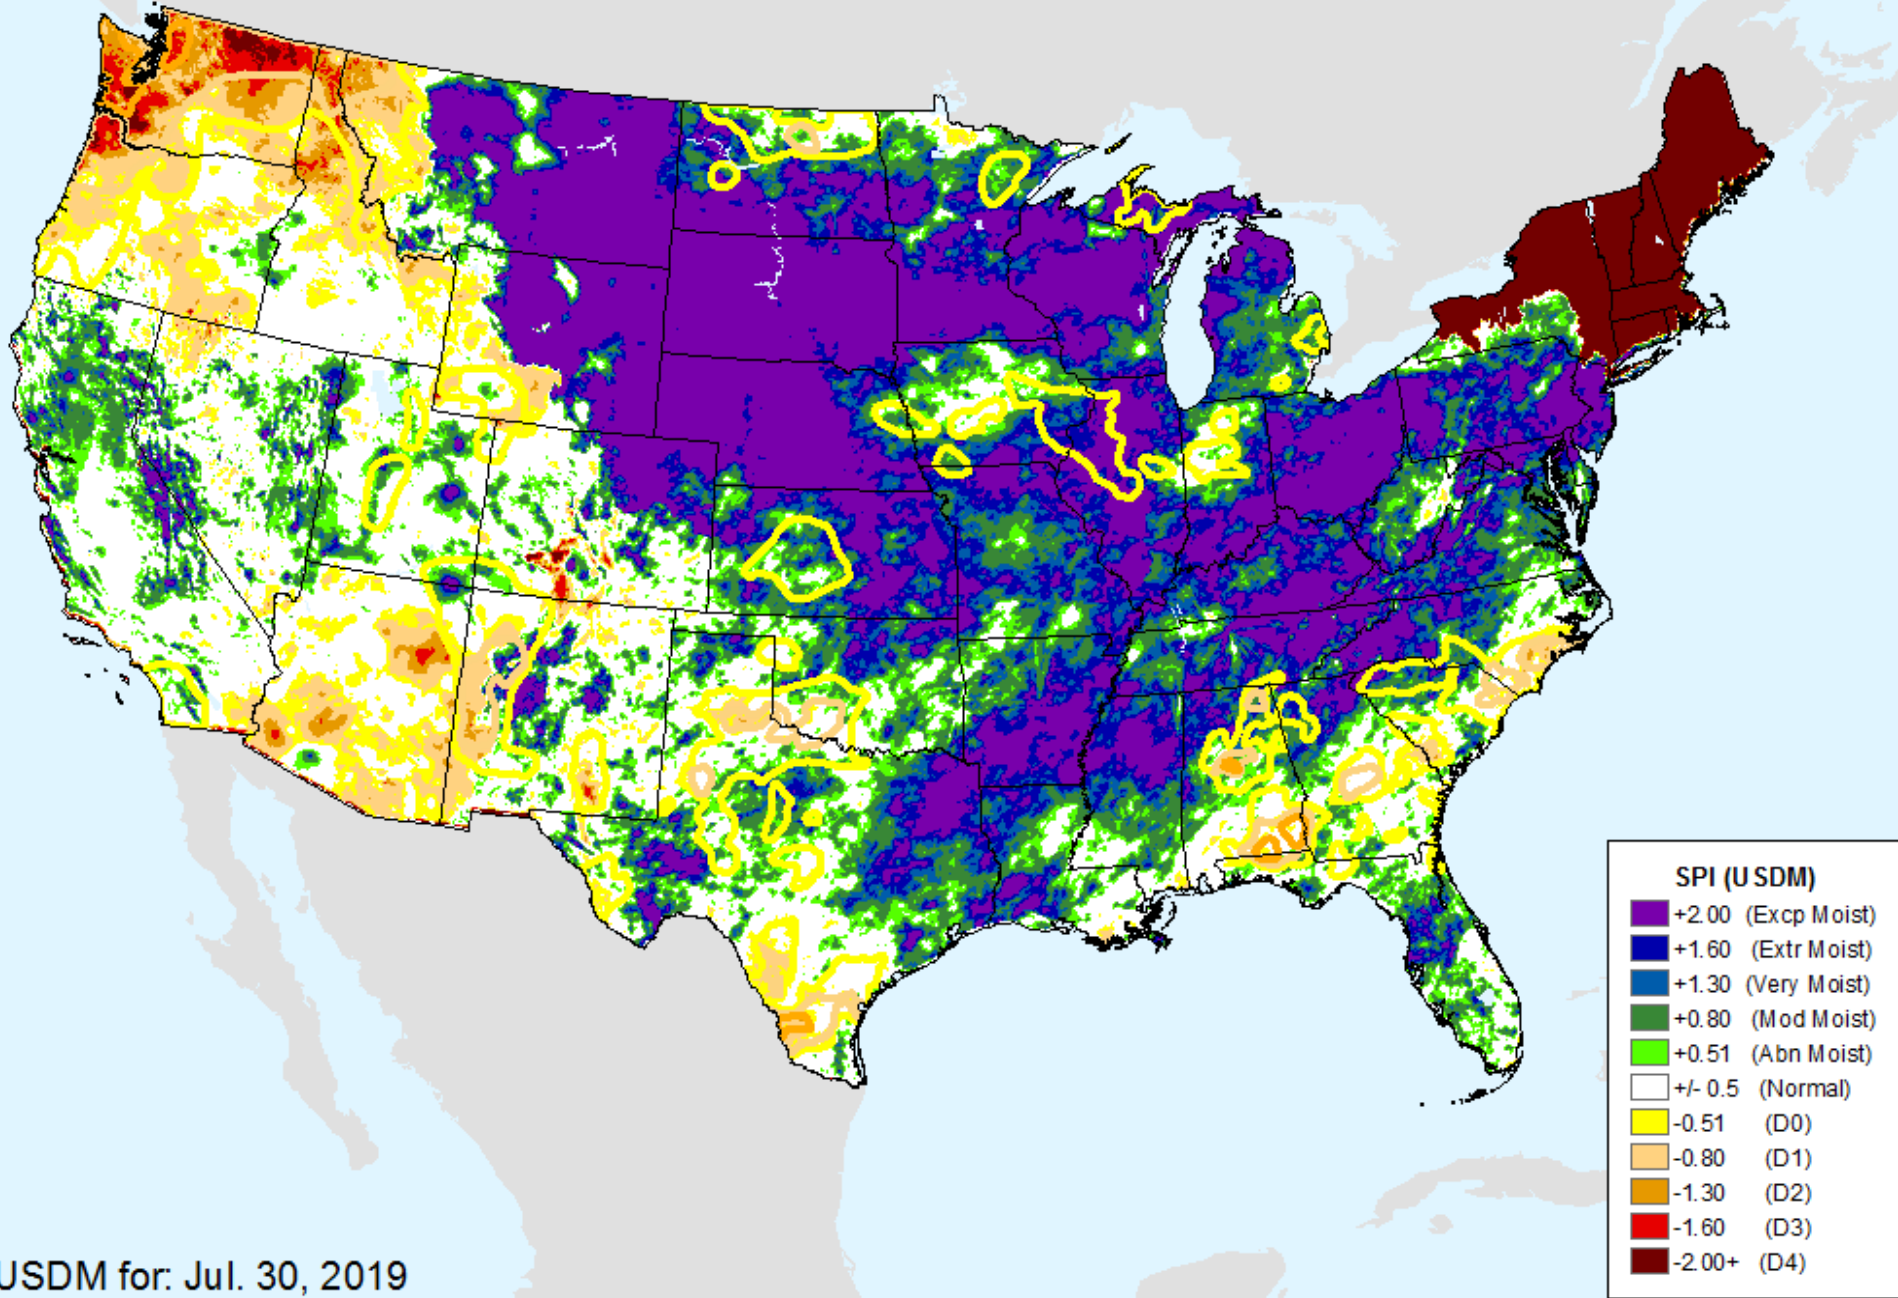 SPI (USDM)
+2.00 (Excp Moist)
+1.60 (Extr Moist)
+1.30 (Very Moist)
+0.80 (Mod Moist)
+0.51 (Abn Moist)
+/- 0.5 (Normal)
-0.51 (D0)
-0.80 (D1)
-1.30 (D2)
-1.60 (D3)
-2.00+ (D4)
USDM for: Jul. 30, 2019